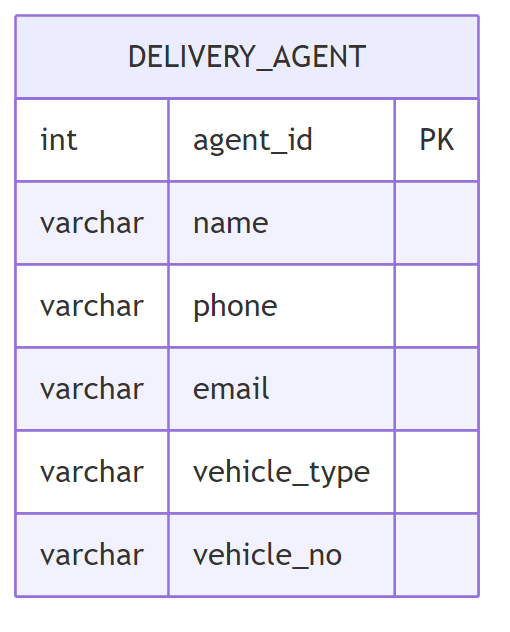 DELIVERY_AGENT
int agent_id PK
varchar name
varchar phone
varchar email
varchar vehicle_type
varchar vehicle_no